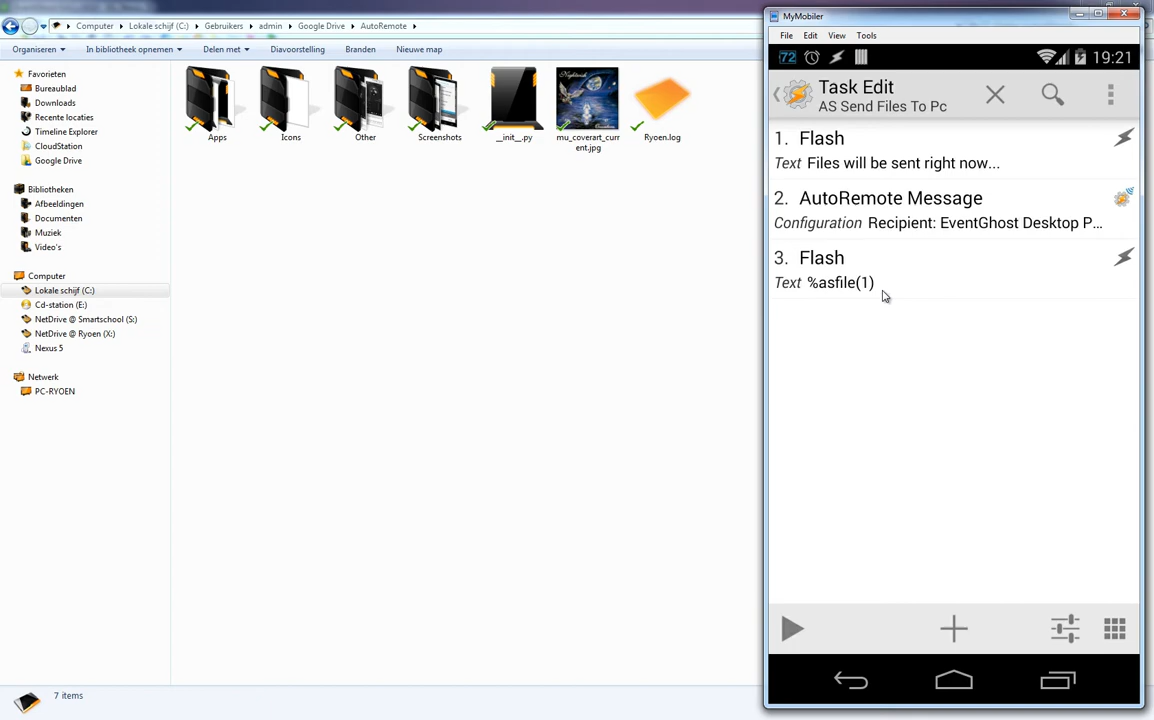 Computer ▸ Lokale schijf (C:) ▸ Gebruikers ▸ admin ▸ Google Drive ▸ AutoRemote ▸
Organiseren ▾ In bibliotheek opnemen ▾ Delen met ▾ Diavoorstelling Branden Nieuwe map
Favorieten
Bureaublad
Downloads
Recente locaties
Timeline Explorer
CloudStation
Google Drive
Bibliotheken
Afbeeldingen
Documenten
Muziek
Video's
Computer
Lokale schijf (C:)
Cd-station (E:)
NetDrive @ Smartschool (S:)
NetDrive @ Ryoen (X:)
Nexus 5
Netwerk
PC-RYOEN
Apps
Icons
Other
Screenshots
__init__.py
mu_coverart_curr
ent.jpg
Ryoen.log
7 items
MyMobiler
File Edit View Tools
72 19:21
Task Edit
AS Send Files To Pc
1. Flash
Text Files will be sent right now...
2. AutoRemote Message
Configuration Recipient: EventGhost Desktop P...
3. Flash
Text %asfile(1)